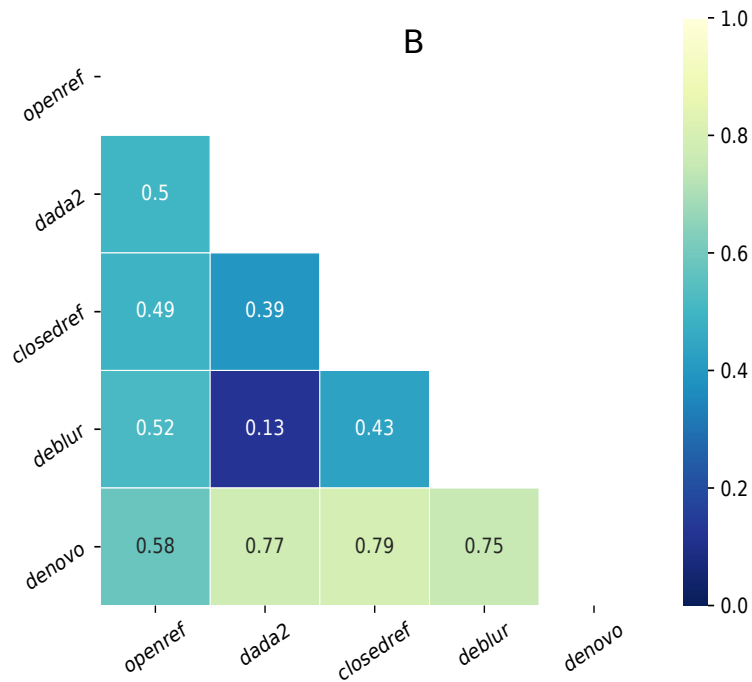 B
openref
dada2
closedref
deblur
denovo
0.5
0.49 0.39
0.52 0.13 0.43
0.58 0.77 0.79 0.75
openref dada2 closedref deblur denovo
1.0
0.8
0.6
0.4
0.2
0.0